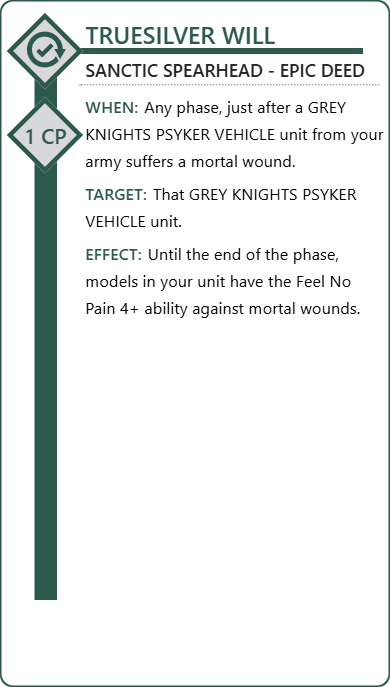 TRUESILVER WILL
SANCTIC SPEARHEAD - EPIC DEED
1 CP
WHEN: Any phase, just after a GREY
KNIGHTS PSYKER VEHICLE unit from your
army suffers a mortal wound.
TARGET: That GREY KNIGHTS PSYKER
VEHICLE unit.
EFFECT: Until the end of the phase,
models in your unit have the Feel No
Pain 4+ ability against mortal wounds.